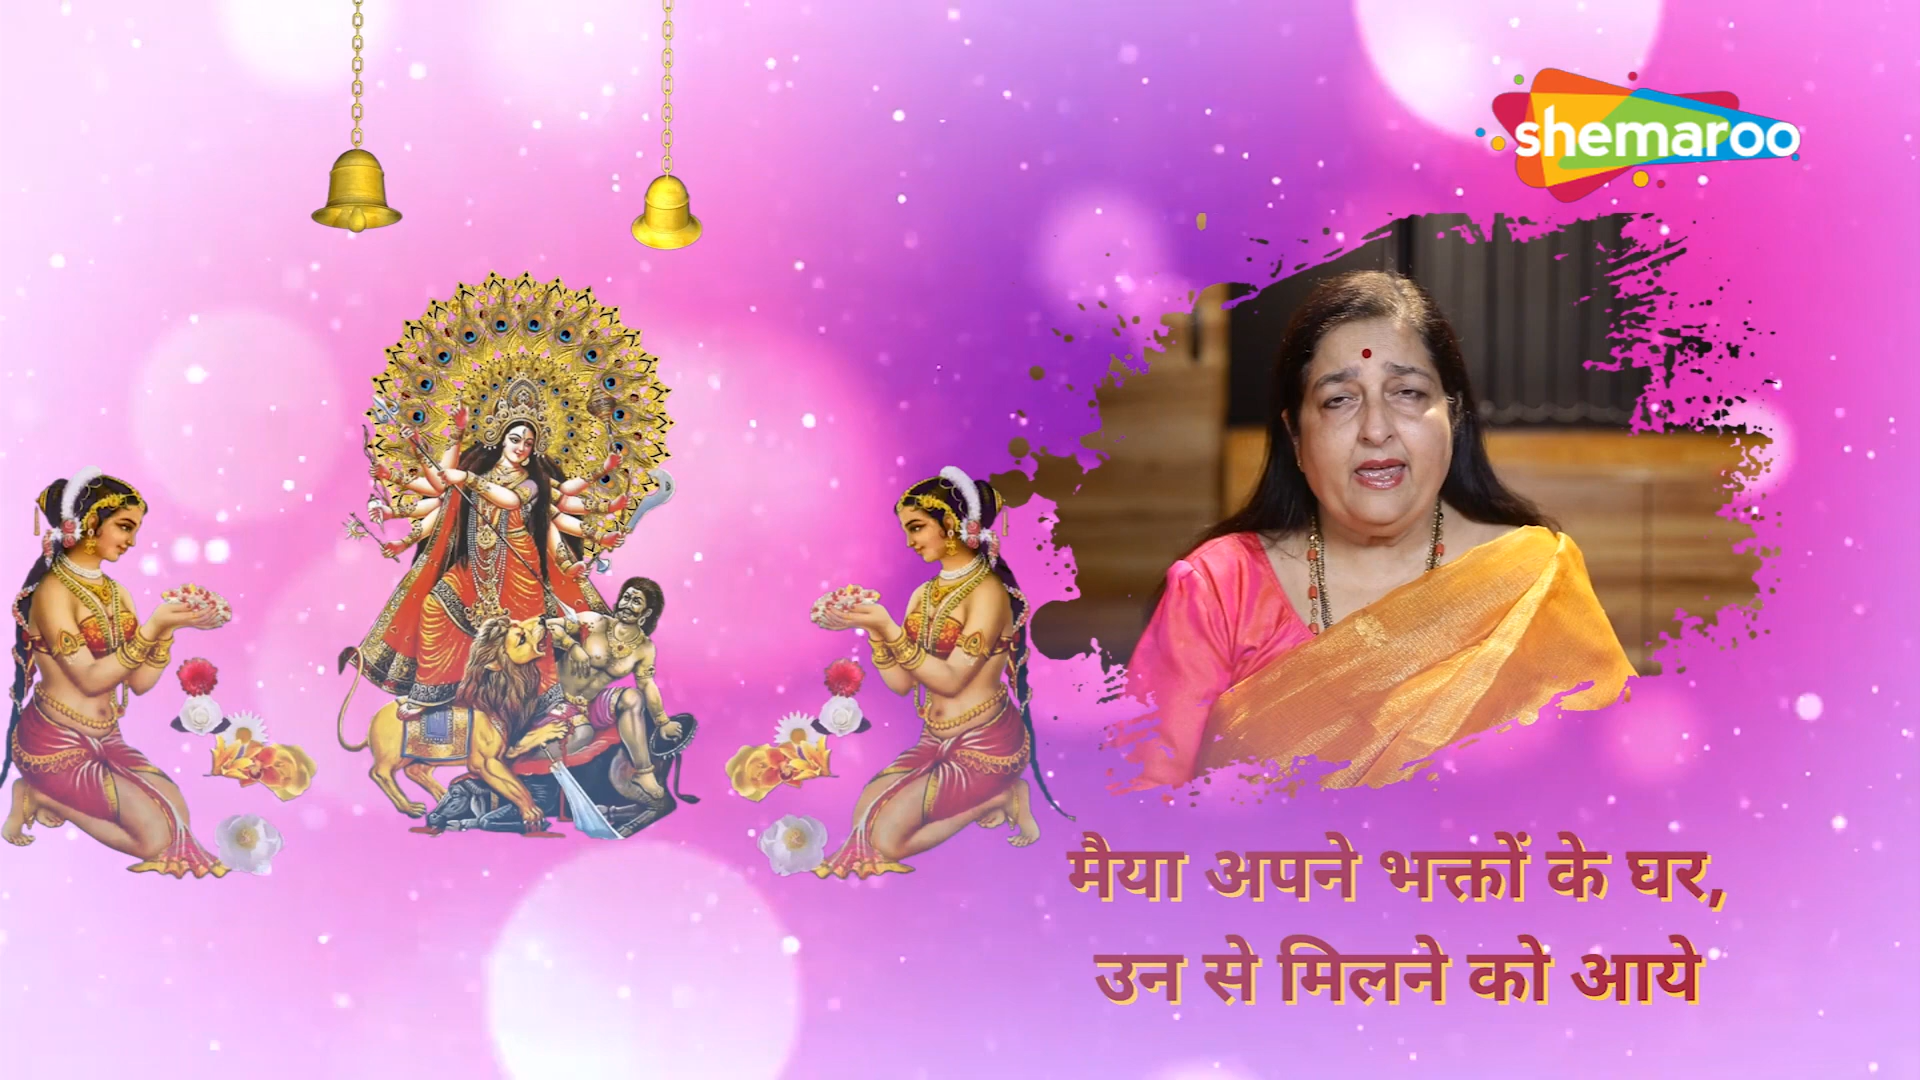 shemaroo
मैया अपने भक्तों के घर,
उन से मिलने को आये